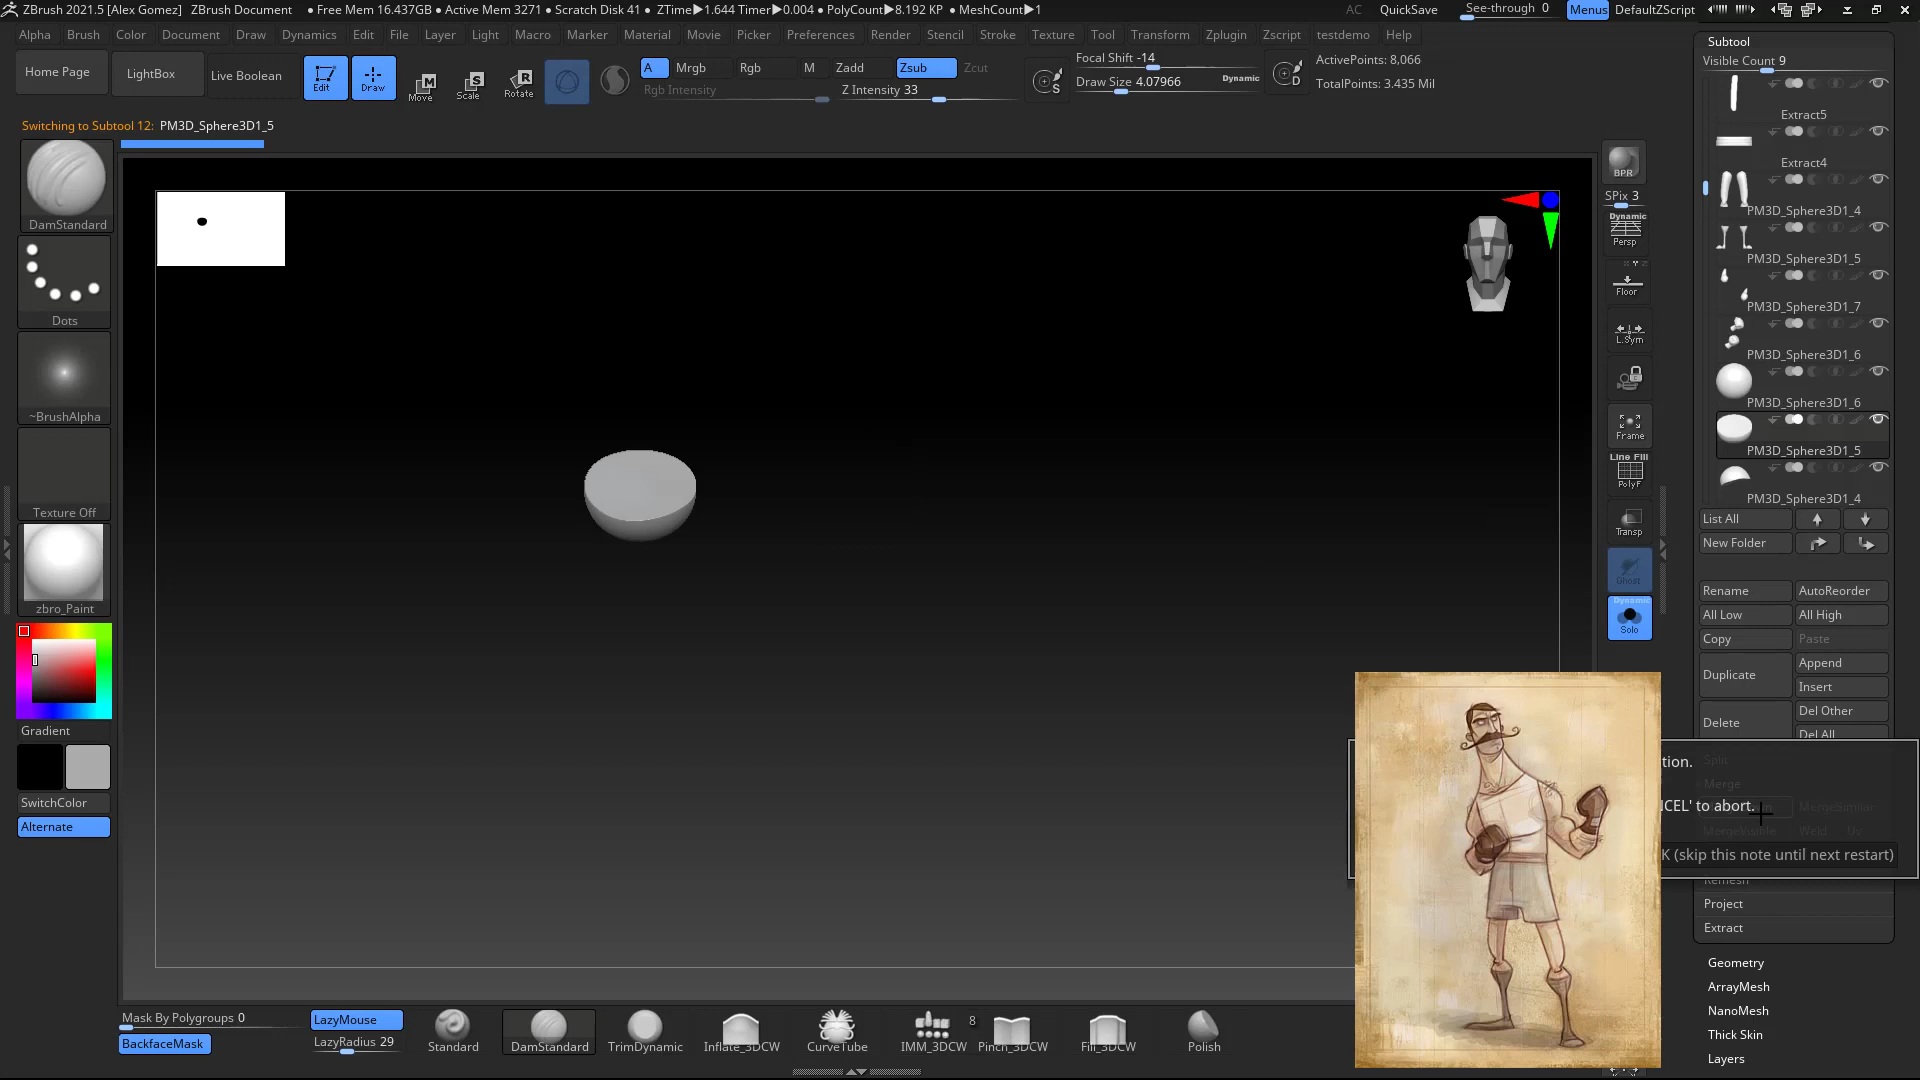 ZBrush 2021.5 [Alex Gomez] ZBrush Document • Free Mem 16.437GB • Active Mem 3271 • Scratch Disk 41 • ZTime▶1.644 Timer▶0.004 • PolyCount▶8.192 KP • MeshCount▶1 AC QuickSave See-through 0 Menus DefaultZScript
Alpha Brush Color Document Draw Dynamics Edit File Layer Light Macro Marker Material Movie Picker Preferences Render Stencil Stroke Texture Tool Transform Zplugin Zscript testdemo Help
Home Page LightBox Live Boolean Edit Draw Move Scale Rotate
A Mrgb Rgb M Zadd Zsub Zcut
Rgb Intensity Z Intensity 33
S Focal Shift -14
Draw Size 4.07966 Dynamic
D ActivePoints: 8,066
TotalPoints: 3.435 Mil
Switching to Subtool 12: PM3D_Sphere3D1_5
DamStandard
Dots
~BrushAlpha
Texture Off
zbro_Paint
Gradient
SwitchColor
Alternate
BPR
SPix 3
Dynamic
Persp
Floor
L.Sym
Frame
Line Fill
PolyF
Transp
Ghost
Dynamic
Solo
Subtool
Visible Count 9
Extract5
Extract4
PM3D_Sphere3D1_4
PM3D_Sphere3D1_5
PM3D_Sphere3D1_7
PM3D_Sphere3D1_6
PM3D_Sphere3D1_6
PM3D_Sphere3D1_5
PM3D_Sphere3D1_4
List All
New Folder
Rename AutoReorder
All Low All High
Copy Paste
Duplicate Append
Insert
Delete Del Other
Del All
tion. Split
Merge
CEL' to abort. MergeSimilar
MergeVisible Weld Uv
K (skip this note until next restart)
Remesh
Project
Extract
Geometry
ArrayMesh
NanoMesh
Thick Skin
Layers
Mask By Polygroups 0
BackfaceMask
LazyMouse
LazyRadius 29
Standard DamStandard TrimDynamic Inflate_3DCW CurveTube IMM_3DCW 8 Pinch_3DCW Fill_3DCW Polish